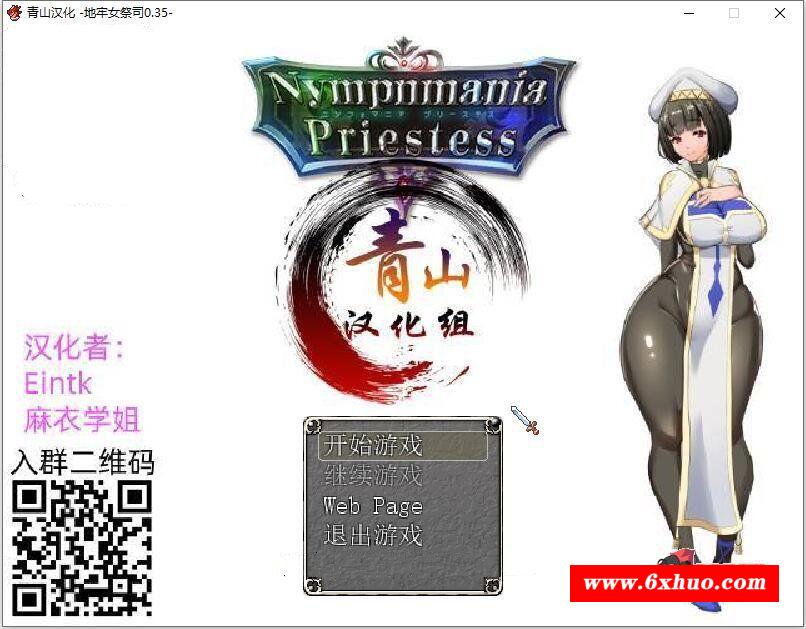 青山汉化 -地牢女祭司0.35-
Nympnmania
ニンフォマニア プリーステス
Priestess
青山
汉化组
汉化者：
Eintk
麻衣学姐
入群二维码
开始游戏
继续游戏
Web Page
退出游戏
www.6xhuo.com